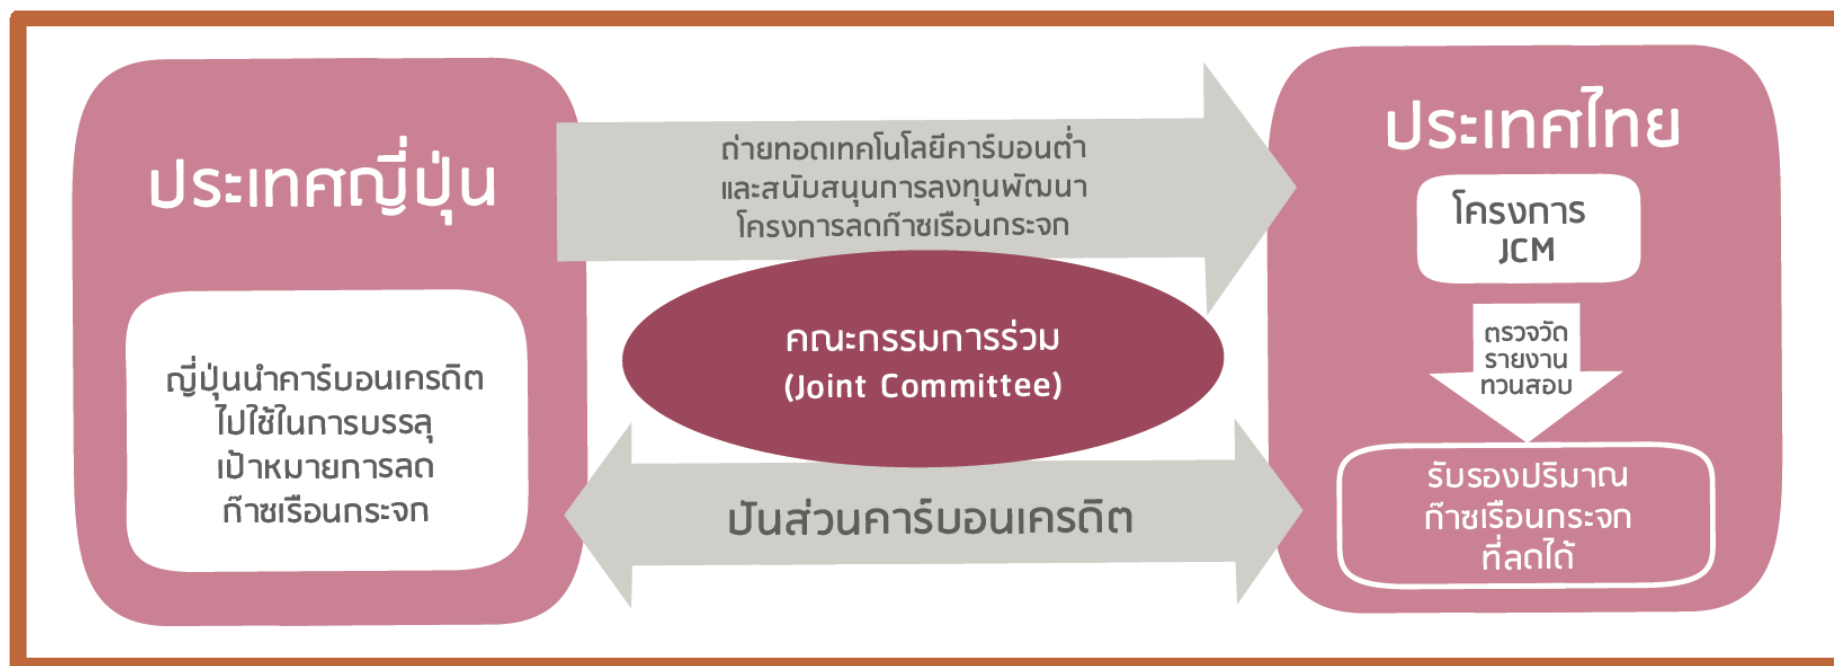 ประเทศญี่ปุ่น
ญี่ปุ่นนำคาร์บอนเครดิต
ไปใช้ในการบรรลุ
เป้าหมายการลด
ก๊าซเรือนกระจก
ถ่ายทอดเทคโนโลยีคาร์บอนต่ำ
และสนับสนุนการลงทุนพัฒนา
โครงการลดก๊าซเรือนกระจก
คณะกรรมการร่วม
(Joint Committee)
ปันส่วนคาร์บอนเครดิต
ประเทศไทย
โครงการ
JCM
ตรวจวัด
รายงาน
ทวนสอบ
รับรองปริมาณ
ก๊าซเรือนกระจก
ที่ลดได้